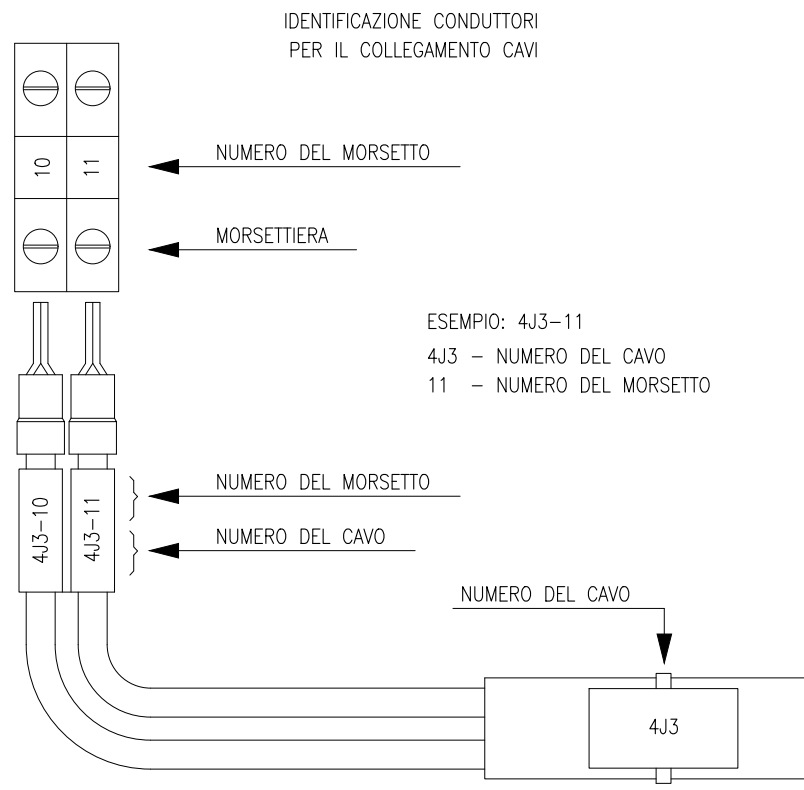 IDENTIFICAZIONE CONDUTTORI
PER IL COLLEGAMENTO CAVI
10
11
NUMERO DEL MORSETTO
MORSETTIERA
ESEMPIO: 4J3-11
4J3 - NUMERO DEL CAVO
11 - NUMERO DEL MORSETTO
4J3-10
4J3-11
NUMERO DEL MORSETTO
NUMERO DEL CAVO
NUMERO DEL CAVO
4J3